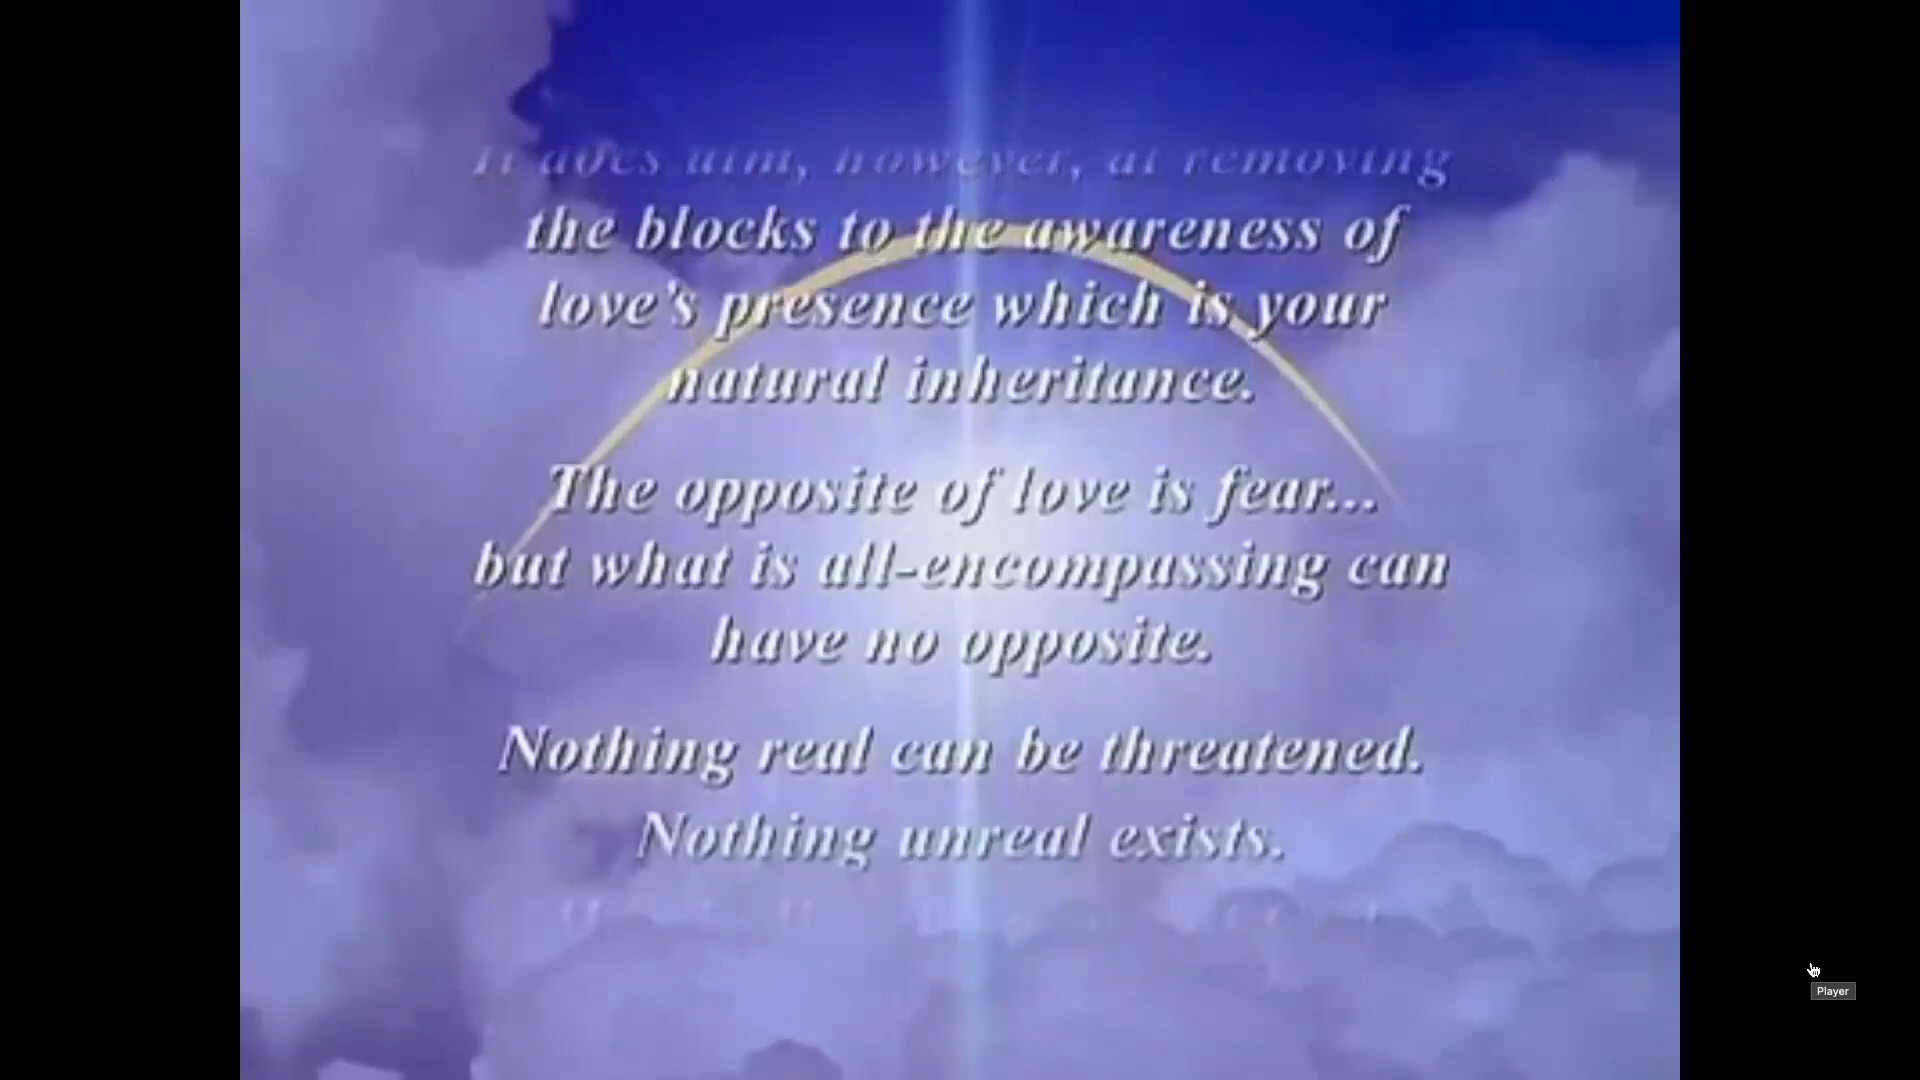 It does aim, however, at removing
the blocks to the awareness of
love's presence which is your
natural inheritance.
The opposite of love is fear...
but what is all-encompassing can
have no opposite.
Nothing real can be threatened.
Nothing unreal exists.
Player